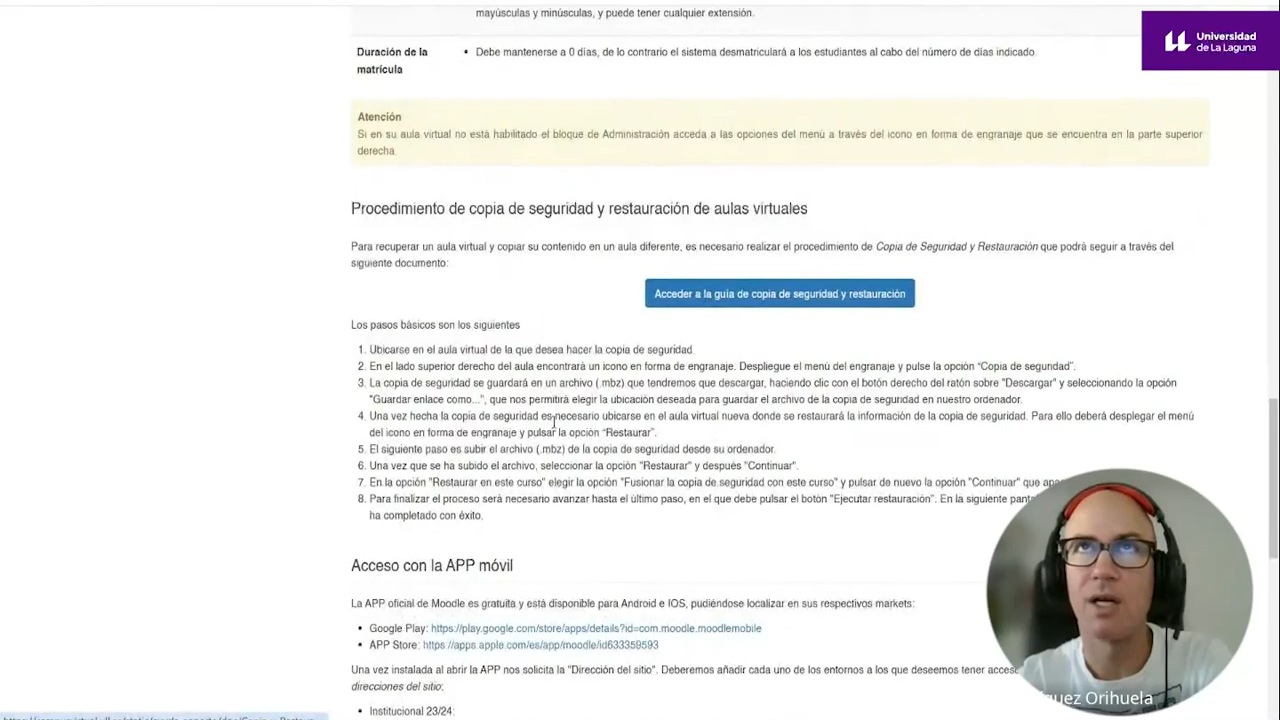 mayúsculas y minúsculas, y puede tener cualquier extensión.
Universidad
de La Laguna
Duración de la
matrícula
• Debe mantenerse a 0 días, de lo contrario el sistema desmatriculará a los estudiantes al cabo del número de días indicado.
Atención
Si en su aula virtual no está habilitado el bloque de Administración acceda a las opciones del menú a través del icono en forma de engranaje que se encuentra en la parte superior
derecha.
Procedimiento de copia de seguridad y restauración de aulas virtuales
Para recuperar un aula virtual y copiar su contenido en un aula diferente, es necesario realizar el procedimiento de Copia de Seguridad y Restauración que podrá seguir a través del
siguiente documento:
Acceder a la guía de copia de seguridad y restauración
Los pasos básicos son los siguientes
1. Ubicarse en el aula virtual de la que desea hacer la copia de seguridad.
2. En el lado superior derecho del aula encontrará un icono en forma de engranaje. Despliegue el menú del engranaje y pulse la opción "Copia de seguridad".
3. La copia de seguridad se guardará en un archivo (.mbz) que tendremos que descargar, haciendo clic con el botón derecho del ratón sobre "Descargar" y seleccionando la opción
"Guardar enlace como...", que nos permitirá elegir la ubicación deseada para guardar el archivo de la copia de seguridad en nuestro ordenador.
4. Una vez hecha la copia de seguridad es necesario ubicarse en el aula virtual nueva donde se restaurará la información de la copia de seguridad. Para ello deberá desplegar el menú
del icono en forma de engranaje y pulsar la opción "Restaurar".
5. El siguiente paso es subir el archivo (.mbz) de la copia de seguridad desde su ordenador.
6. Una vez que se ha subido el archivo, seleccionar la opción "Restaurar" y después "Continuar".
7. En la opción "Restaurar en este curso" elegir la opción "Fusionar la copia de seguridad con este curso" y pulsar de nuevo la opción "Continuar" que
8. Para finalizar el proceso será necesario avanzar hasta el último paso, en el que debe pulsar el botón "Ejecutar restauración". En la siguiente
ha completado con éxito.
Acceso con la APP móvil
La APP oficial de Moodle es gratuita y está disponible para Android e IOS, pudiéndose localizar en sus respectivos markets:
• Google Play: https://play.google.com/store/apps/details?id=com.moodle.moodlemobile
• APP Store: https://apps.apple.com/es/app/moodle/id633359593
Una vez instalada al abrir la APP nos solicita la "Dirección del sitio". Deberemos añadir cada uno de los entornos a los que deseemos tener
direcciones del sitio:
Orihuela
• Institucional 23/24: